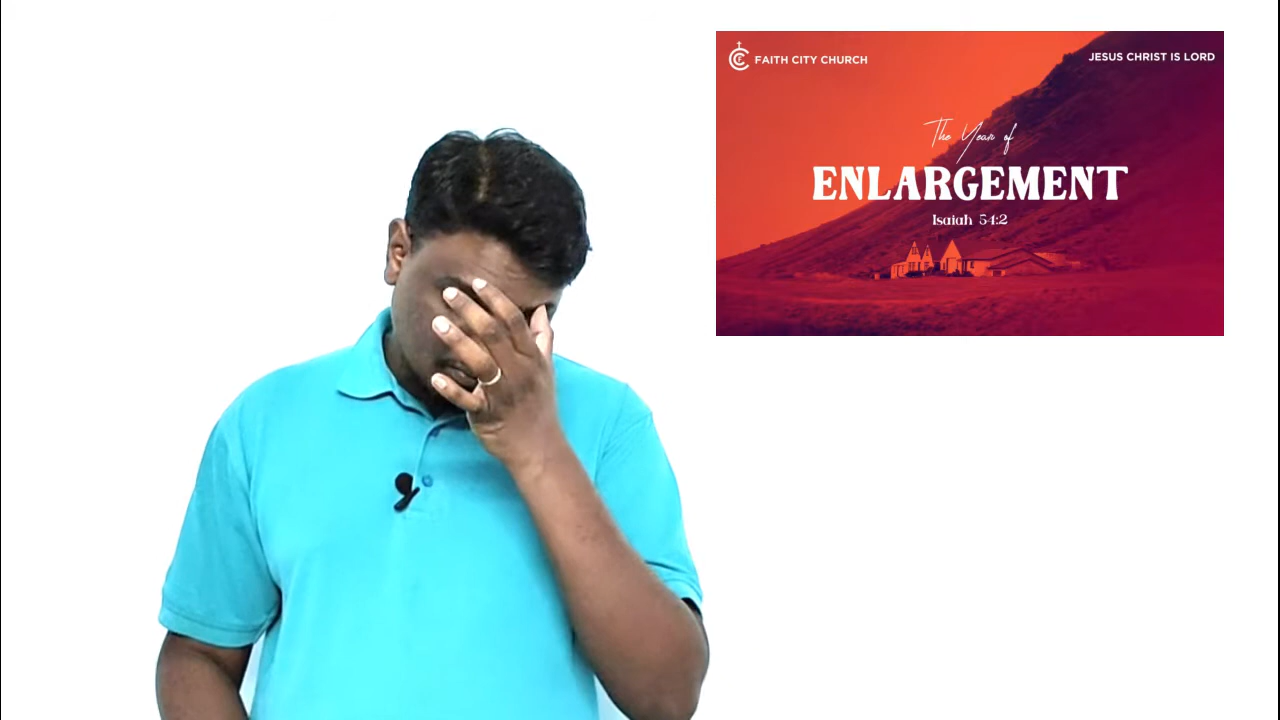 FAITH CITY CHURCH
JESUS CHRIST IS LORD
The Year of
ENLARGEMENT
Isaiah 54:2